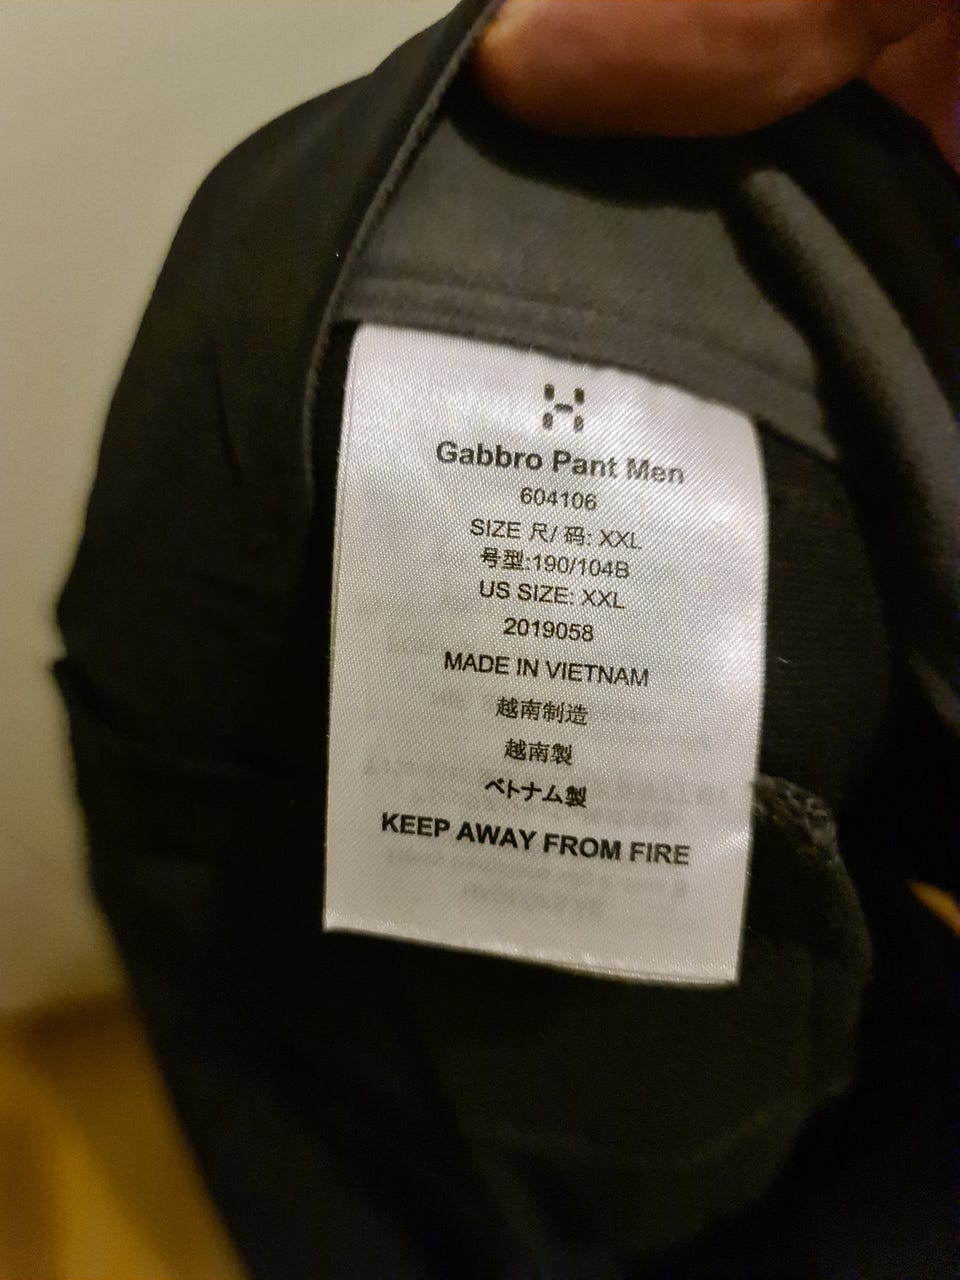 Gabbro Pant Men
604106
SIZE 尺/ 码: XXL
号型:190/104B
US SIZE: XXL
2019058
MADE IN VIETNAM
越南制造
越南製
ベトナム製
KEEP AWAY FROM FIRE